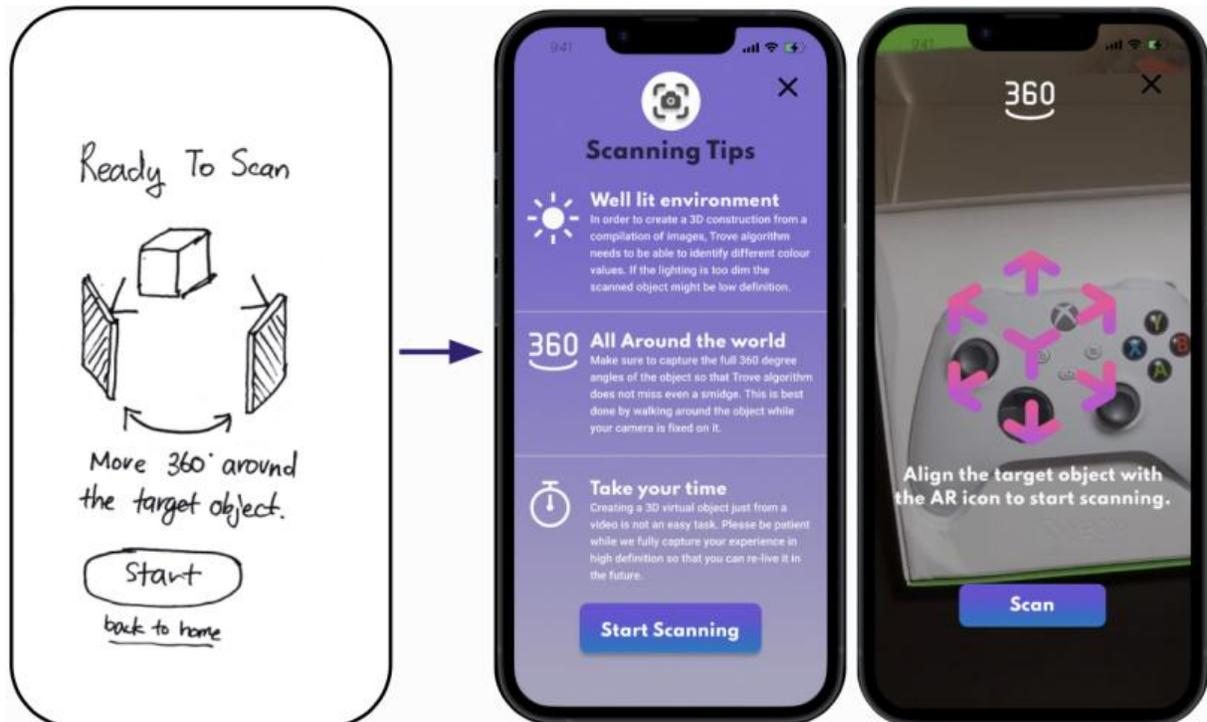 Ready To Scan
Move 360° around
the target object.
Start
back to home
9:41
Scanning Tips
Well lit environment
In order to create a 3D construction from a
compilation of images, Trove algorithm
needs to be able to identify different colour
values. If the lighting is too dim the
scanned object might be low definition.
360
All Around the world
Make sure to capture the full 360 degree
angles of the object so that Trove algorithm
does not miss even a smidge. This is best
done by walking around the object while
your camera is fixed on it.
Take your time
Creating a 3D virtual object just from a
video is not an easy task. Please be patient
while we fully capture your experience in
high definition so that you can re-live it in
the future.
Start Scanning
9:41
360
Y
X
B
A
Align the target object with
the AR icon to start scanning.
Scan